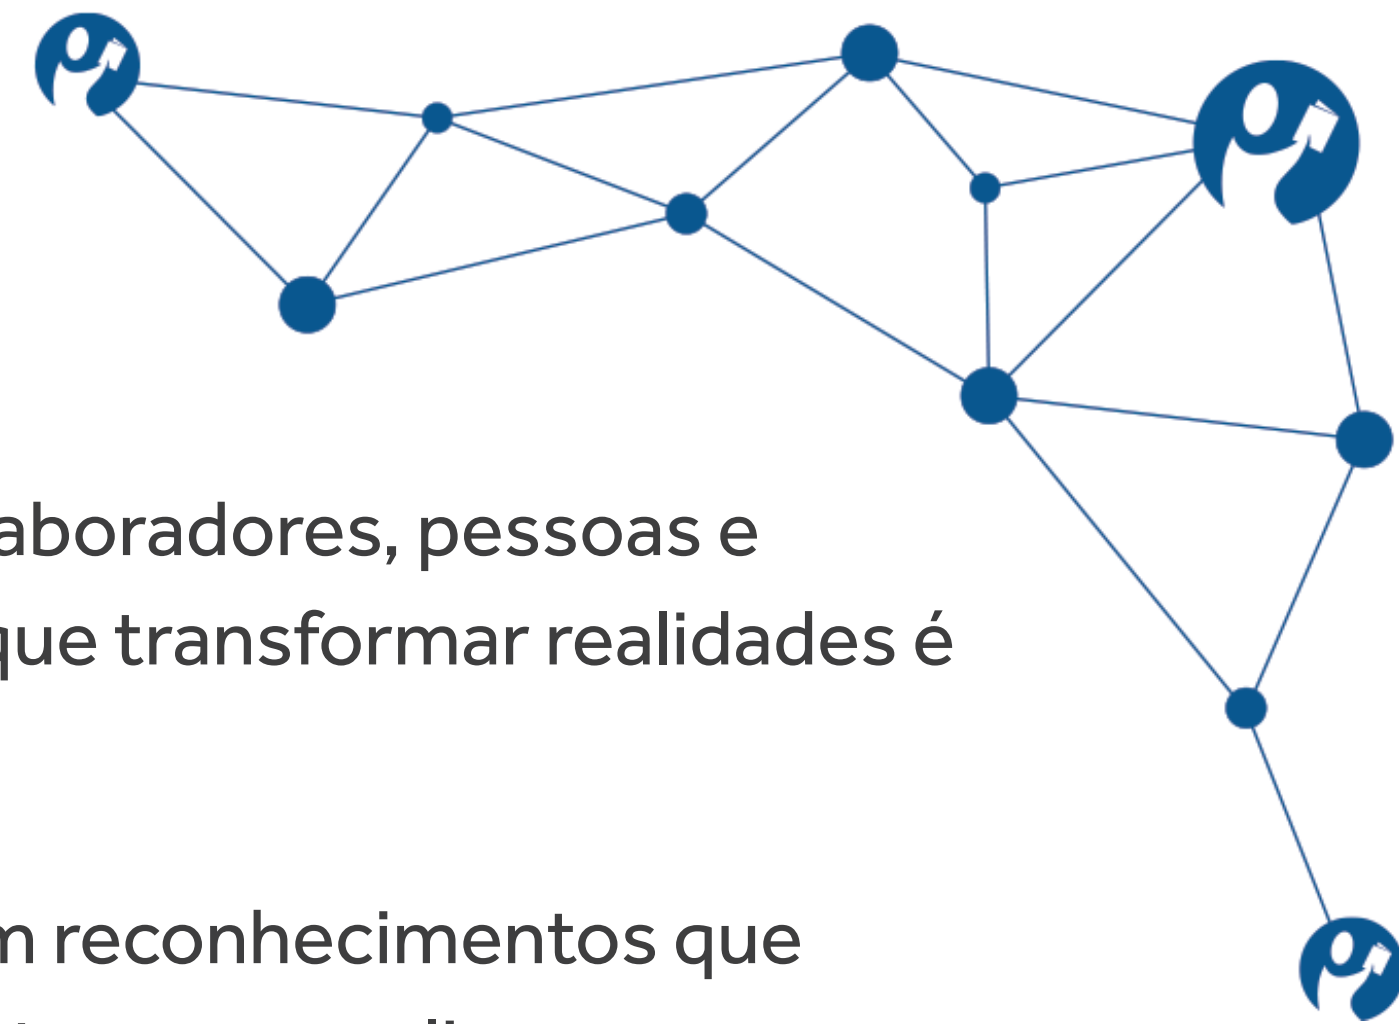 aboradores, pessoas e
que transformar realidades é
m reconhecimentos que